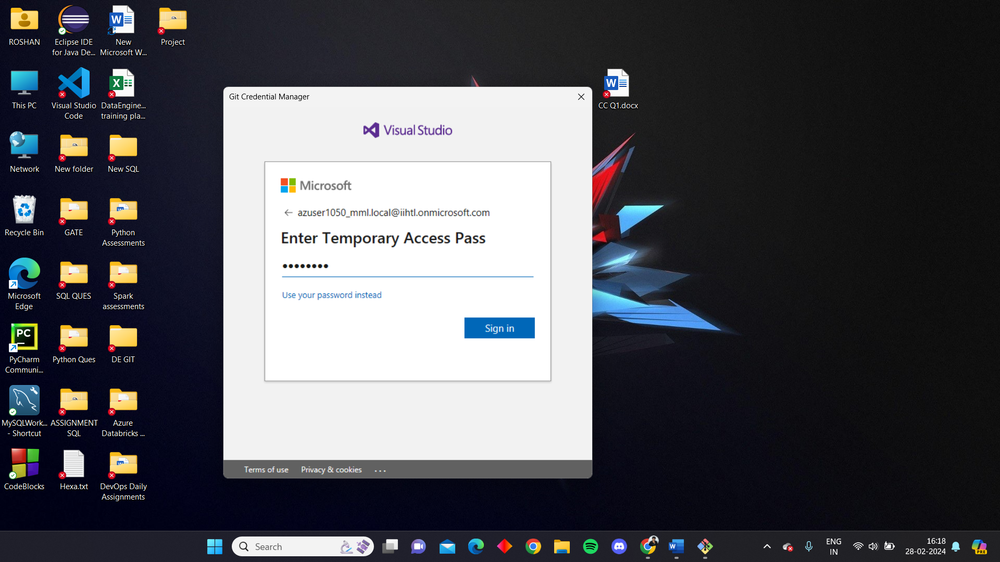 ROSHAN
Eclipse IDE
for Java De...
New
Microsoft W...
Project
This PC
Visual Studio
Code
DataEngine...
training pla...
CC Q1.docx
Network
New folder
New SQL
Recycle Bin
GATE
Python
Assessments
Microsoft
Edge
SQL QUES
Spark
assessments
PC
PyCharm
Communi...
Python Ques
DE GIT
MySQLWork...
- Shortcut
ASSIGNMENT
SQL
Azure
Databricks ...
CodeBlocks
Hexa.txt
DevOps Daily
Assignments
Git Credential Manager
Visual Studio
Microsoft
azuser1050_mml.local@iihtl.onmicrosoft.com
Enter Temporary Access Pass
••••••••
Use your password instead
Sign in
Terms of use
Privacy & cookies
...
Search
ENG
IN
16:18
28-02-2024
PRE